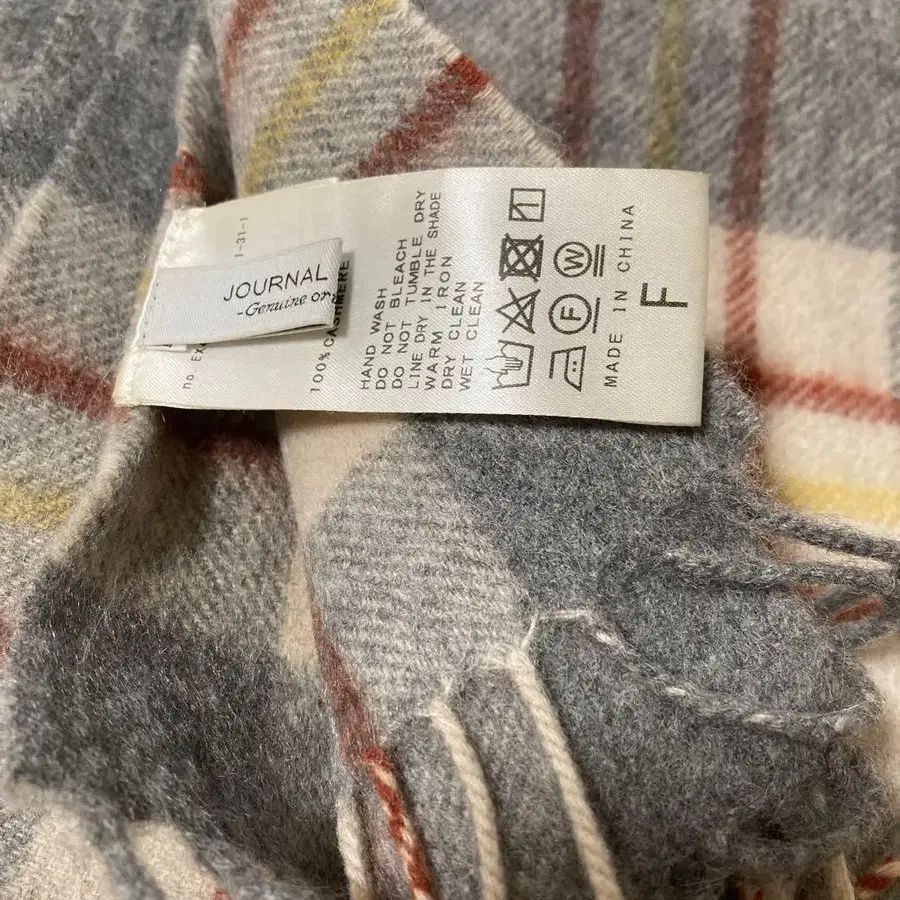 JOURNAL
-Genuine or
100% CASHMERE
HAND WASH
DO NOT BLEACH
DO NOT TUMBLE DRY
LINE DRY IN THE SHADE
WARM IRON
DRY CLEAN
WET CLEAN
W
F
MADE IN CHINA
F